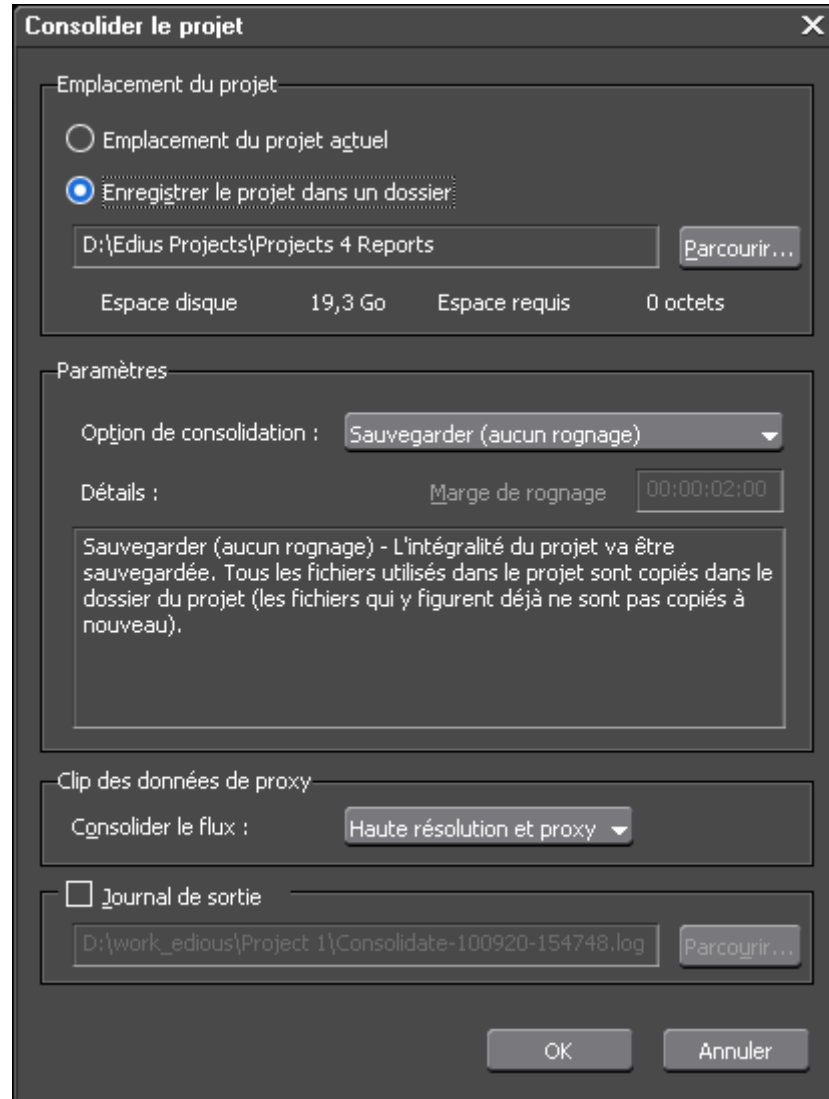 Consolider le projet
Emplacement du projet
Emplacement du projet actuel
Enregistrer le projet dans un dossier
D:\Edius Projects\Projects 4 Reports
Parcourir...
Espace disque 19,3 Go Espace requis 0 octets
Paramètres
Option de consolidation : Sauvegarder (aucun rognage)
Détails : Marge de rognage 00:00:02:00
Sauvegarder (aucun rognage) - L'intégralité du projet va être
sauvegardée. Tous les fichiers utilisés dans le projet sont copiés dans le
dossier du projet (les fichiers qui y figurent déjà ne sont pas copiés à
nouveau).
Clip des données de proxy
Consolider le flux : Haute résolution et proxy
Journal de sortie
D:\work_edious\Project 1\Consolidate-100920-154748.log
Parcourir...
OK Annuler